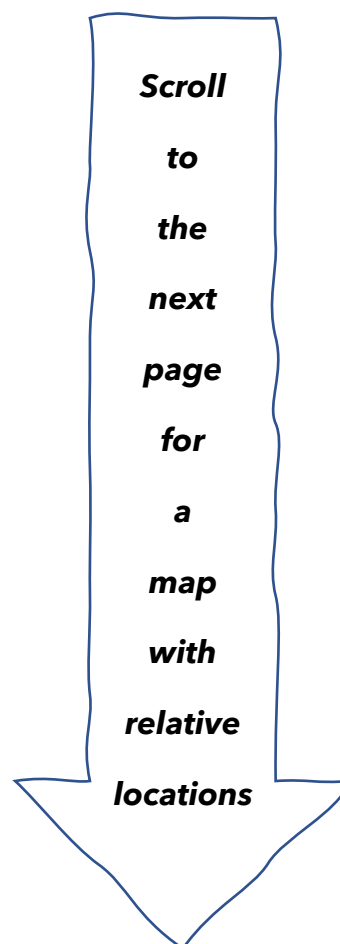 Scroll
to
the
next
page
for
a
map
with
relative
locations